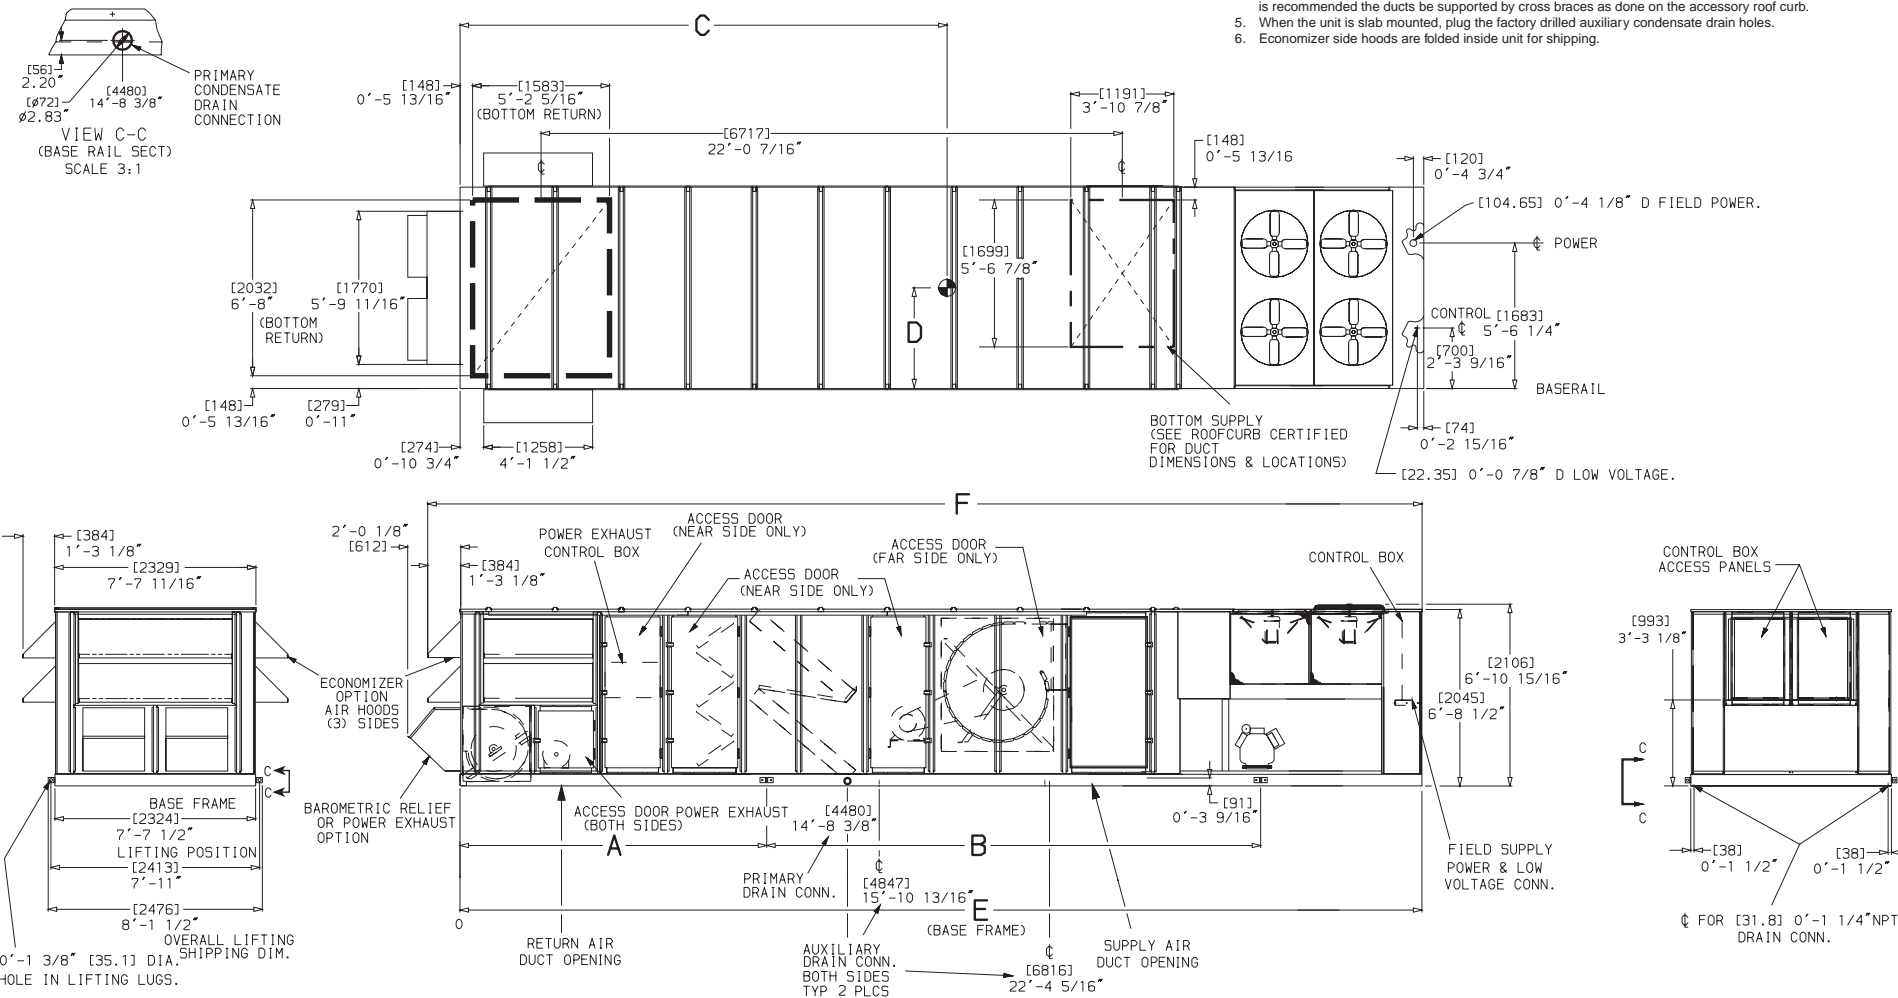 is recommended the ducts be supported by cross braces as done on the accessory roof curb.
5. When the unit is slab mounted, plug the factory drilled auxiliary condensate drain holes.
6. Economizer side hoods are folded inside unit for shipping.
[56]
2.20″
[ø72]
ø2.83″
[4480]
14′-8 3/8″
PRIMARY
CONDENSATE
DRAIN
CONNECTION
VIEW C-C
(BASE RAIL SECT)
SCALE 3:1
C
[148]
0′-5 13/16″
[1583]
5′-2 5/16″
(BOTTOM RETURN)
[6717]
22′-0 7/16″
℄
℄
[1191]
3′-10 7/8″
[148]
0′-5 13/16
[120]
0′-4 3/4″
[104.65] 0′-4 1/8″ D FIELD POWER.
℄ POWER
[1699]
5′-6 7/8″
[2032]
6′-8″
(BOTTOM
RETURN)
[1770]
5′-9 11/16″
D
CONTROL
℄
[1683]
5′-6 1/4″
[700]
2′-3 9/16″
BASERAIL
[148]
0′-5 13/16″
[279]
0′-11″
[274]
0′-10 3/4″
[1258]
4′-1 1/2″
BOTTOM SUPPLY
(SEE ROOFCURB CERTIFIED
FOR DUCT
DIMENSIONS & LOCATIONS)
[74]
0′-2 15/16″
[22.35] 0′-0 7/8″ D LOW VOLTAGE.
F
[384]
1′-3 1/8″
[2329]
7′-7 11/16″
2′-0 1/8″
[612]
[384]
1′-3 1/8″
POWER EXHAUST
CONTROL BOX
ACCESS DOOR
(NEAR SIDE ONLY)
ACCESS DOOR
(NEAR SIDE ONLY)
ACCESS DOOR
(FAR SIDE ONLY)
CONTROL BOX
CONTROL BOX
ACCESS PANELS
[993]
3′-3 1/8″
ECONOMIZER
OPTION
AIR HOODS
(3) SIDES
[2106]
6′-10 15/16″
[2045]
6′-8 1/2″
C
C
C
C
BASE FRAME
[2324]
7′-7 1/2″
LIFTING POSITION
[2413]
7′-11″
[2476]
8′-1 1/2″
OVERALL LIFTING
SHIPPING DIM.
0′-1 3/8″ [35.1] DIA.
HOLE IN LIFTING LUGS.
BAROMETRIC RELIEF
OR POWER EXHAUST
OPTION
ACCESS DOOR POWER EXHAUST
(BOTH SIDES)
[4480]
14′-8 3/8″
[91]
0′-3 9/16″
A
B
PRIMARY
DRAIN CONN.
℄
[4847]
15′-10 13/16″
E
(BASE FRAME)
0
RETURN AIR
DUCT OPENING
AUXILIARY
DRAIN CONN.
BOTH SIDES
TYP 2 PLCS
℄
[6816]
22′-4 5/16″
SUPPLY AIR
DUCT OPENING
FIELD SUPPLY
POWER & LOW
VOLTAGE CONN.
[38]
0′-1 1/2″
[38]
0′-1 1/2″
℄ FOR [31.8] 0′-1 1/4″NPT
DRAIN CONN.